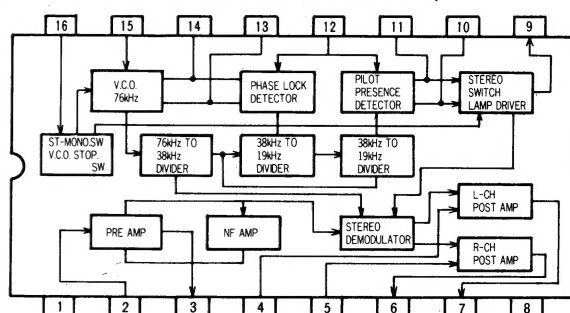 16 15 14 13 12 11 10 9
V.C.O.
76kHz
PHASE LOCK
DETECTOR
PILOT
PRESENCE
DETECTOR
STEREO
SWITCH
LAMP DRIVER
ST-MONO.SW
V.C.O. STOP.
SW
76kHz TO
38kHz
DIVIDER
38kHz TO
19kHz
DIVIDER
38kHz TO
19kHz
DIVIDER
PRE AMP
NF AMP
STEREO
DEMODULATOR
L-CH
POST AMP
R-CH
POST AMP
1 2 3 4 5 6 7 8